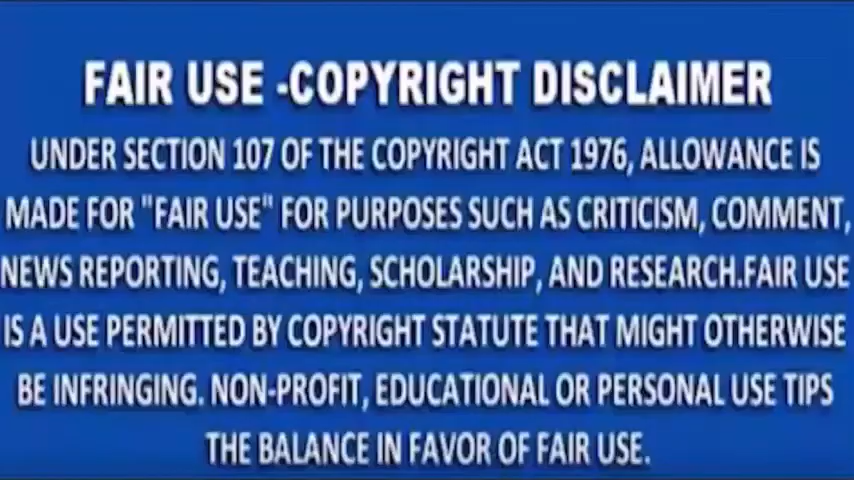 FAIR USE -COPYRIGHT DISCLAIMER
UNDER SECTION 107 OF THE COPYRIGHT ACT 1976, ALLOWANCE IS
MADE FOR "FAIR USE" FOR PURPOSES SUCH AS CRITICISM, COMMENT,
NEWS REPORTING, TEACHING, SCHOLARSHIP, AND RESEARCH.FAIR USE
IS A USE PERMITTED BY COPYRIGHT STATUTE THAT MIGHT OTHERWISE
BE INFRINGING. NON-PROFIT, EDUCATIONAL OR PERSONAL USE TIPS
THE BALANCE IN FAVOR OF FAIR USE.